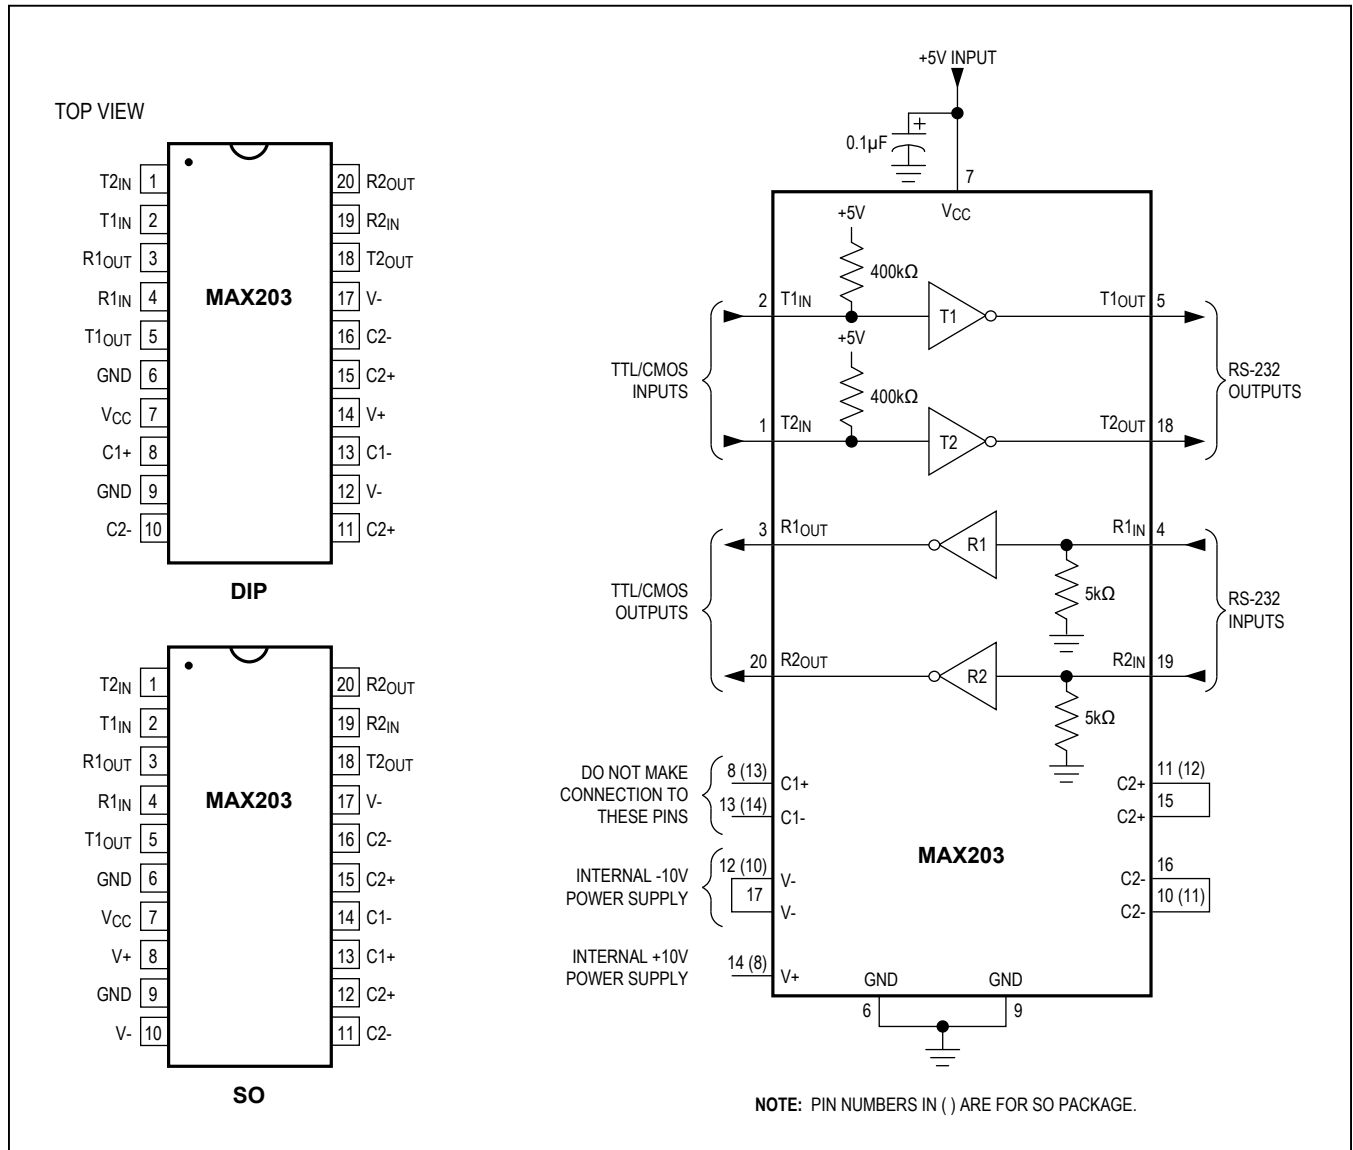 TOP VIEW
T2IN 1 20 R2OUT
T1IN 2 19 R2IN
R1OUT 3 18 T2OUT
R1IN 4 MAX203 17 V-
T1OUT 5 16 C2-
GND 6 15 C2+
VCC 7 14 V+
C1+ 8 13 C1-
GND 9 12 V-
C2- 10 11 C2+
DIP
T2IN 1 20 R2OUT
T1IN 2 19 R2IN
R1OUT 3 18 T2OUT
R1IN 4 MAX203 17 V-
T1OUT 5 16 C2-
GND 6 15 C2+
VCC 7 14 C1-
V+ 8 13 C1+
GND 9 12 C2+
V- 10 11 C2-
SO
+5V INPUT
+
0.1µF
7
VCC
+5V
400kΩ
2 T1IN T1 T1OUT 5
+5V
TTL/CMOS
INPUTS
RS-232
OUTPUTS
400kΩ
1 T2IN T2 T2OUT 18
3 R1OUT R1 R1IN 4
5kΩ
TTL/CMOS
OUTPUTS
RS-232
INPUTS
20 R2OUT R2 R2IN 19
5kΩ
DO NOT MAKE
CONNECTION TO
THESE PINS
8 (13) C1+
13 (14) C1-
11 (12)
C2+
15
C2+
MAX203
INTERNAL -10V
POWER SUPPLY
12 (10)
V-
17
V-
16
C2-
10 (11)
C2-
INTERNAL +10V
POWER SUPPLY
14 (8) V+
GND GND
6 9
NOTE: PIN NUMBERS IN ( ) ARE FOR SO PACKAGE.